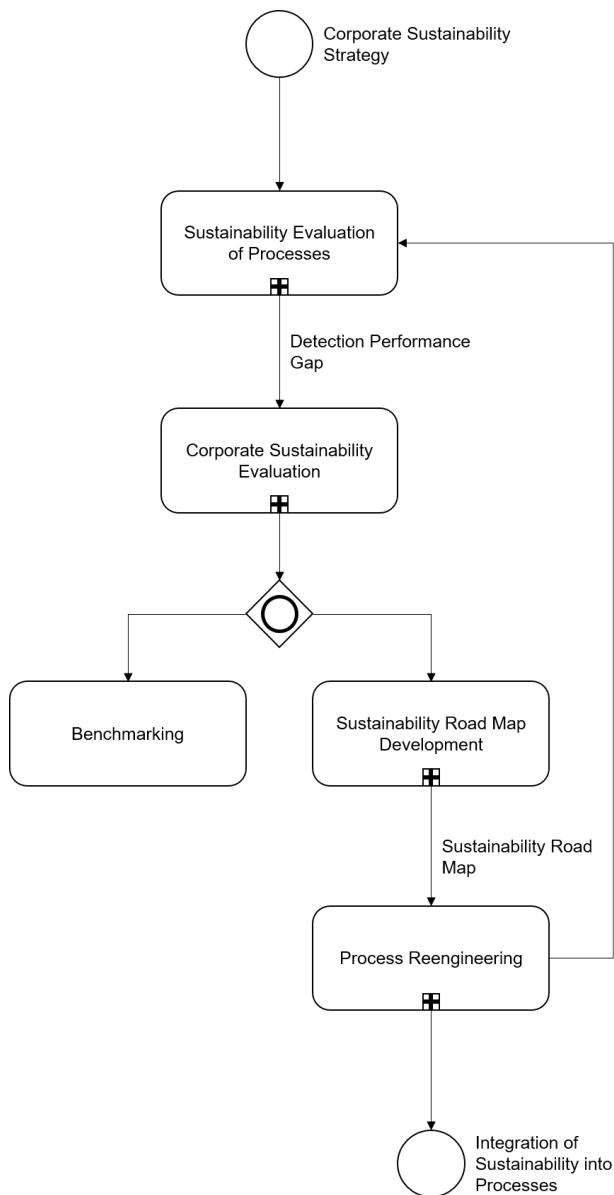 Corporate Sustainability
Strategy
Sustainability Evaluation
of Processes
Detection Performance
Gap
Corporate Sustainability
Evaluation
Benchmarking
Sustainability Road Map
Development
Sustainability Road
Map
Process Reengineering
Integration of
Sustainability into
Processes